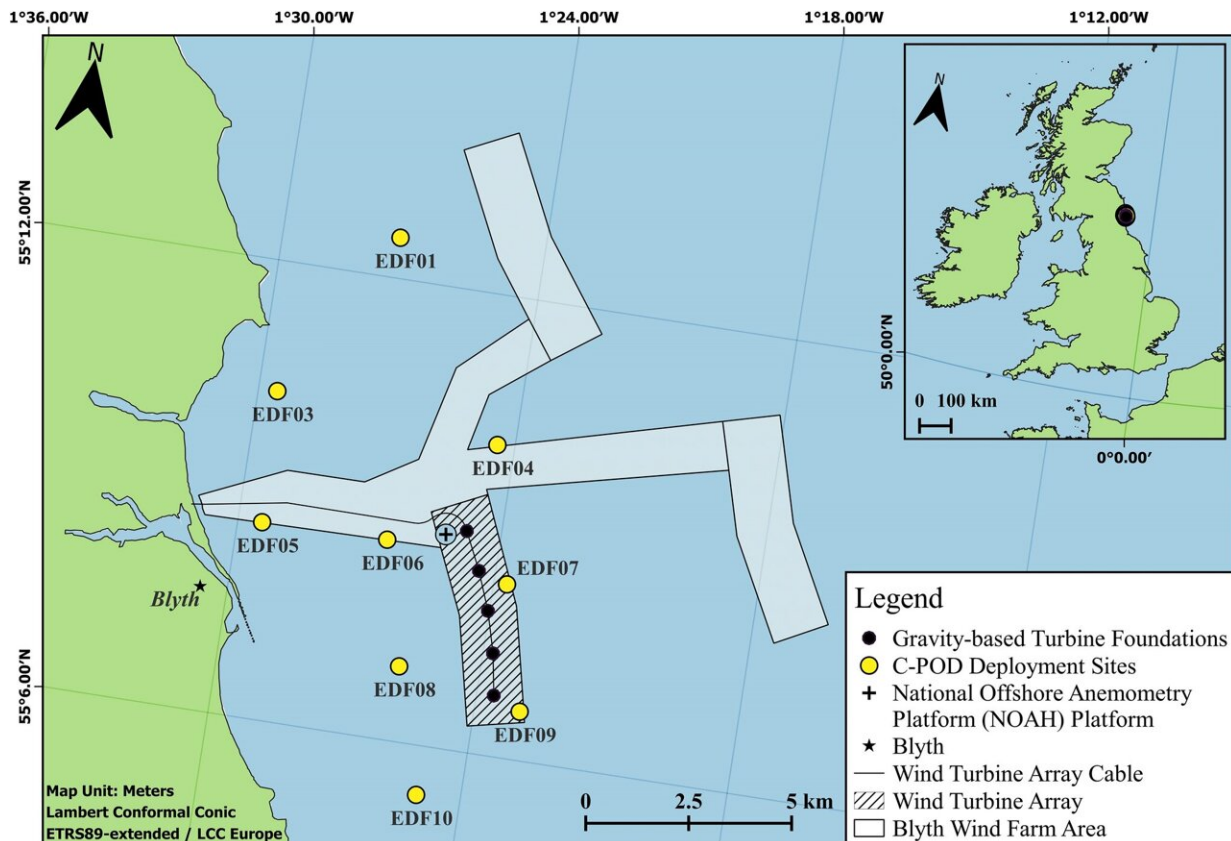 1°36.00′W 1°30.00′W 1°24.00′W 1°18.00′W 1°12.00′W
N
N
55°12.00′N
EDF01
50°0.00′N
0 100 km
EDF03
0°0.00′
EDF04
EDF05
EDF06
EDF07
Blyth
EDF08
55°6.00′N
EDF09
EDF10
Legend
Gravity-based Turbine Foundations
C-POD Deployment Sites
National Offshore Anemometry
Platform (NOAH) Platform
Blyth
Wind Turbine Array Cable
Wind Turbine Array
Blyth Wind Farm Area
0 2.5 5 km
Map Unit: Meters
Lambert Conformal Conic
ETRS89-extended / LCC Europe